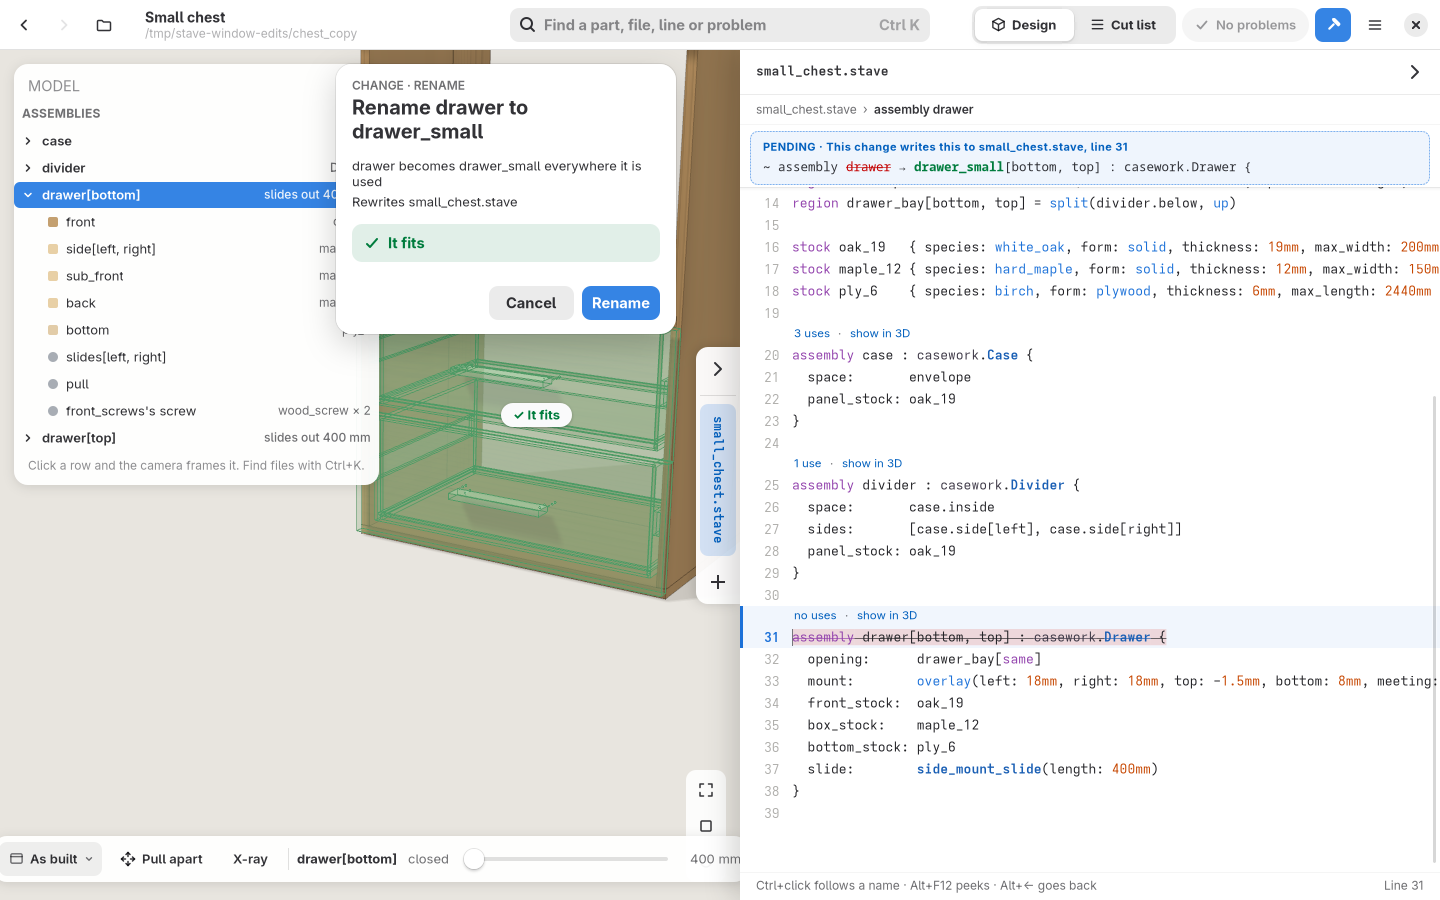 Small chest
/tmp/stave-window-edits/chest_copy
Find a part, file, line or problem Ctrl K
Design
Cut list
No problems
MODEL
ASSEMBLIES
case
divider
drawer[bottom] slides out
front
side[left, right]
sub_front
back
bottom
slides[left, right]
pull
front_screws's screw wood_screw × 2
drawer[top] slides out 400 mm
Click a row and the camera frames it. Find files with Ctrl+K.
CHANGE · RENAME
Rename drawer to
drawer_small
drawer becomes drawer_small everywhere it is
used
Rewrites small_chest.stave
It fits
Cancel
Rename
It fits
small_chest.stave
As built
Pull apart
X-ray
drawer[bottom] closed
400 mm
small_chest.stave
small_chest.stave › assembly drawer
PENDING · This change writes this to small_chest.stave, line 31
~ assembly drawer → drawer_small[bottom, top] : casework.Drawer {
14 region drawer_bay[bottom, top] = split(divider.below, up)
15
16 stock oak_19 { species: white_oak, form: solid, thickness: 19mm, max_width: 200mm
17 stock maple_12 { species: hard_maple, form: solid, thickness: 12mm, max_width: 150m
18 stock ply_6 { species: birch, form: plywood, thickness: 6mm, max_length: 2440mm
19
3 uses · show in 3D
20 assembly case : casework.Case {
21 space: envelope
22 panel_stock: oak_19
23 }
24
1 use · show in 3D
25 assembly divider : casework.Divider {
26 space: case.inside
27 sides: [case.side[left], case.side[right]]
28 panel_stock: oak_19
29 }
30
no uses · show in 3D
31 assembly drawer[bottom, top] : casework.Drawer {
32 opening: drawer_bay[same]
33 mount: overlay(left: 18mm, right: 18mm, top: -1.5mm, bottom: 8mm, meeting:
34 front_stock: oak_19
35 box_stock: maple_12
36 bottom_stock: ply_6
37 slide: side_mount_slide(length: 400mm)
38 }
39
Ctrl+click follows a name · Alt+F12 peeks · Alt+← goes back
Line 31